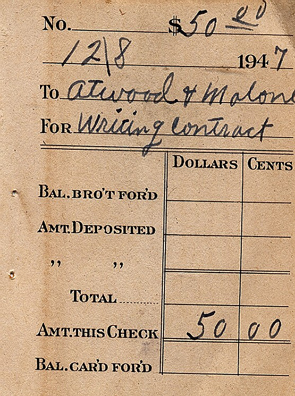 No. $50 00
12/8 1947
To Atwood & Malone
For Writing Contract
DOLLARS CENTS
BAL. BRO'T FOR'D
AMT. DEPOSITED
" "
TOTAL
AMT. THIS CHECK 50 00
BAL. CAR'D FOR'D